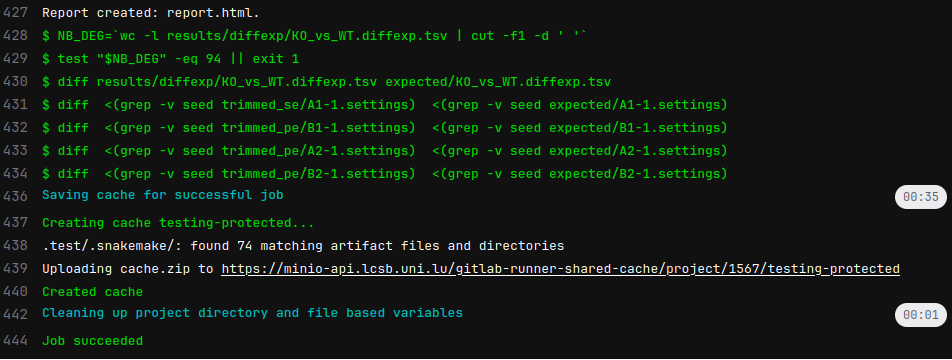 427 Report created: report.html.
428 $ NB_DEG=`wc -l results/diffexp/KO_vs_WT.diffexp.tsv | cut -f1 -d ' '`
429 $ test "$NB_DEG" -eq 94 || exit 1
430 $ diff results/diffexp/KO_vs_WT.diffexp.tsv expected/KO_vs_WT.diffexp.tsv
431 $ diff  <(grep -v seed trimmed_se/A1-1.settings)  <(grep -v seed expected/A1-1.settings)
432 $ diff  <(grep -v seed trimmed_pe/B1-1.settings)  <(grep -v seed expected/B1-1.settings)
433 $ diff  <(grep -v seed trimmed_pe/A2-1.settings)  <(grep -v seed expected/A2-1.settings)
434 $ diff  <(grep -v seed trimmed_pe/B2-1.settings)  <(grep -v seed expected/B2-1.settings)
436 Saving cache for successful job 00:35
437 Creating cache testing-protected...
438 .test/.snakemake/: found 74 matching artifact files and directories
439 Uploading cache.zip to https://minio-api.lcsb.uni.lu/gitlab-runner-shared-cache/project/1567/testing-protected
440 Created cache
442 Cleaning up project directory and file based variables 00:01
444 Job succeeded